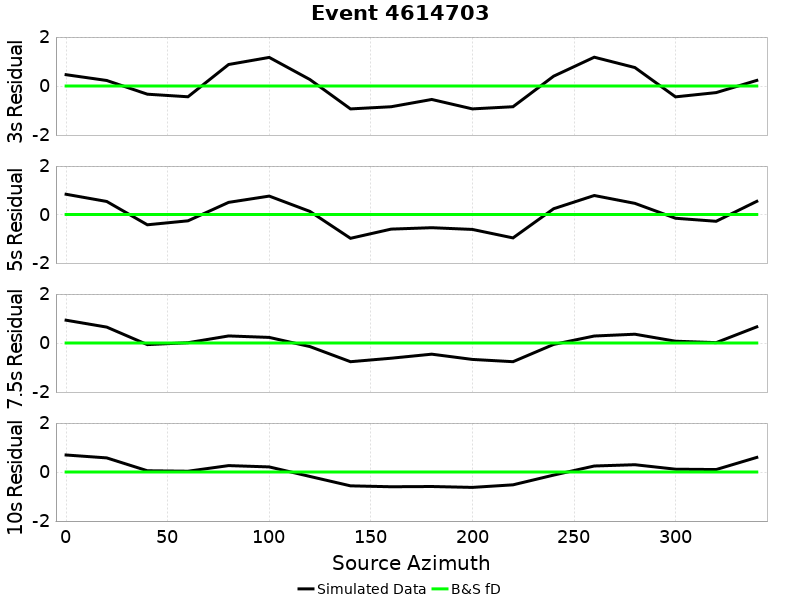 Event 4614703
3s Residual
2
0
-2
5s Residual
2
0
-2
7.5s Residual
2
0
-2
10s Residual
2
0
-2
0 50 100 150 200 250 300
Source Azimuth
Simulated Data B&S fD